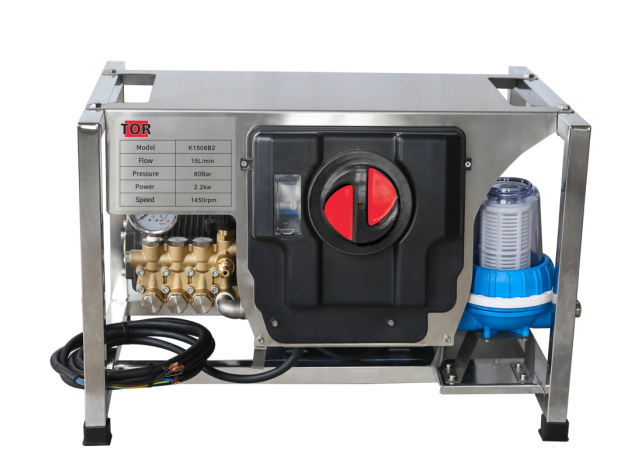 TOR
Model K1508B2
Flow 15L/min
Pressure 80Bar
Power 2.2kw
Speed 1450rpm